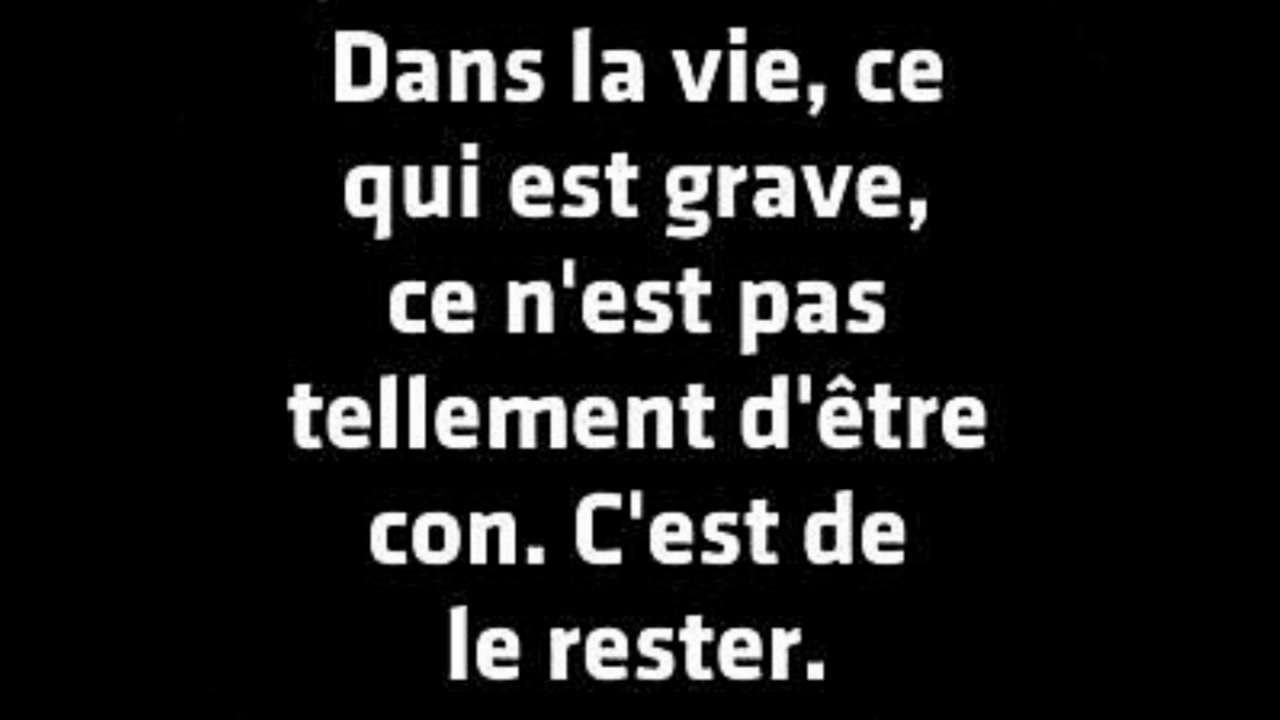 Dans la vie, ce
qui est grave,
ce n'est pas
tellement d'être
con. C'est de
le rester.